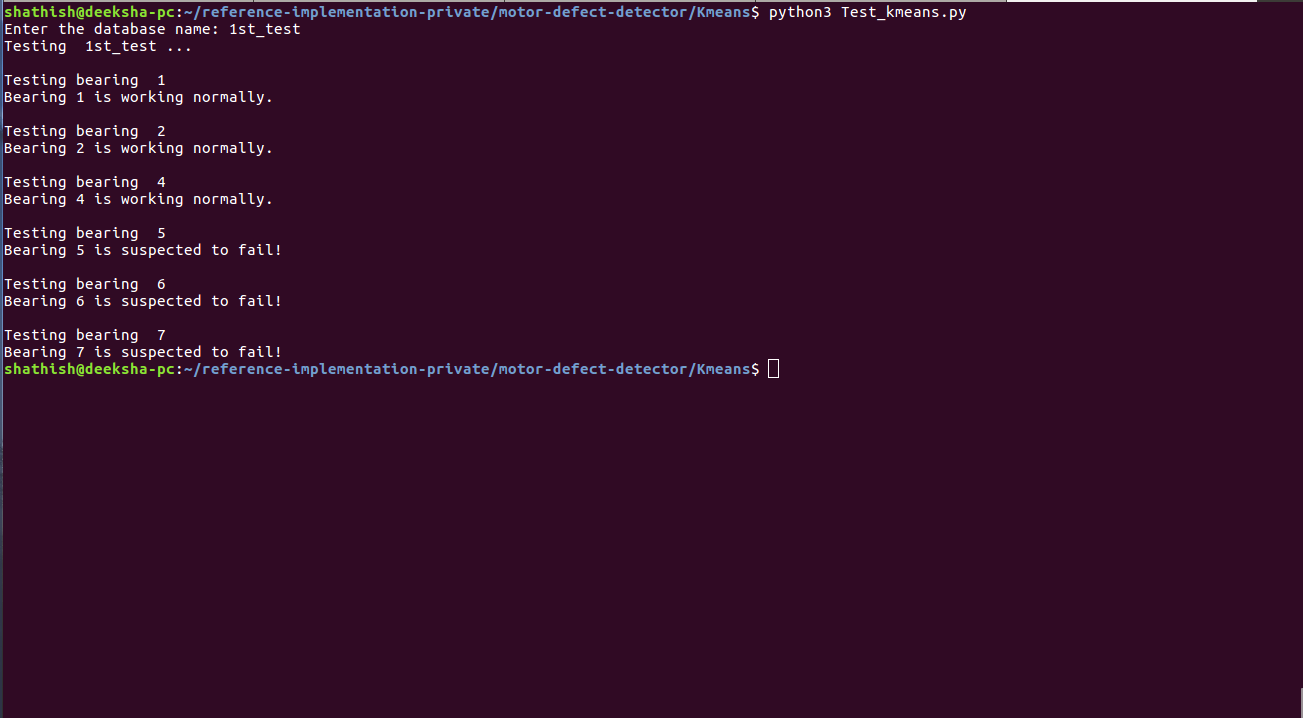 shathish@deeksha-pc:~/reference-implementation-private/motor-defect-detector/Kmeans$ python3 Test_kmeans.py
Enter the database name: 1st_test
Testing  1st_test ...
Testing bearing  1
Bearing 1 is working normally.
Testing bearing  2
Bearing 2 is working normally.
Testing bearing  4
Bearing 4 is working normally.
Testing bearing  5
Bearing 5 is suspected to fail!
Testing bearing  6
Bearing 6 is suspected to fail!
Testing bearing  7
Bearing 7 is suspected to fail!
shathish@deeksha-pc:~/reference-implementation-private/motor-defect-detector/Kmeans$